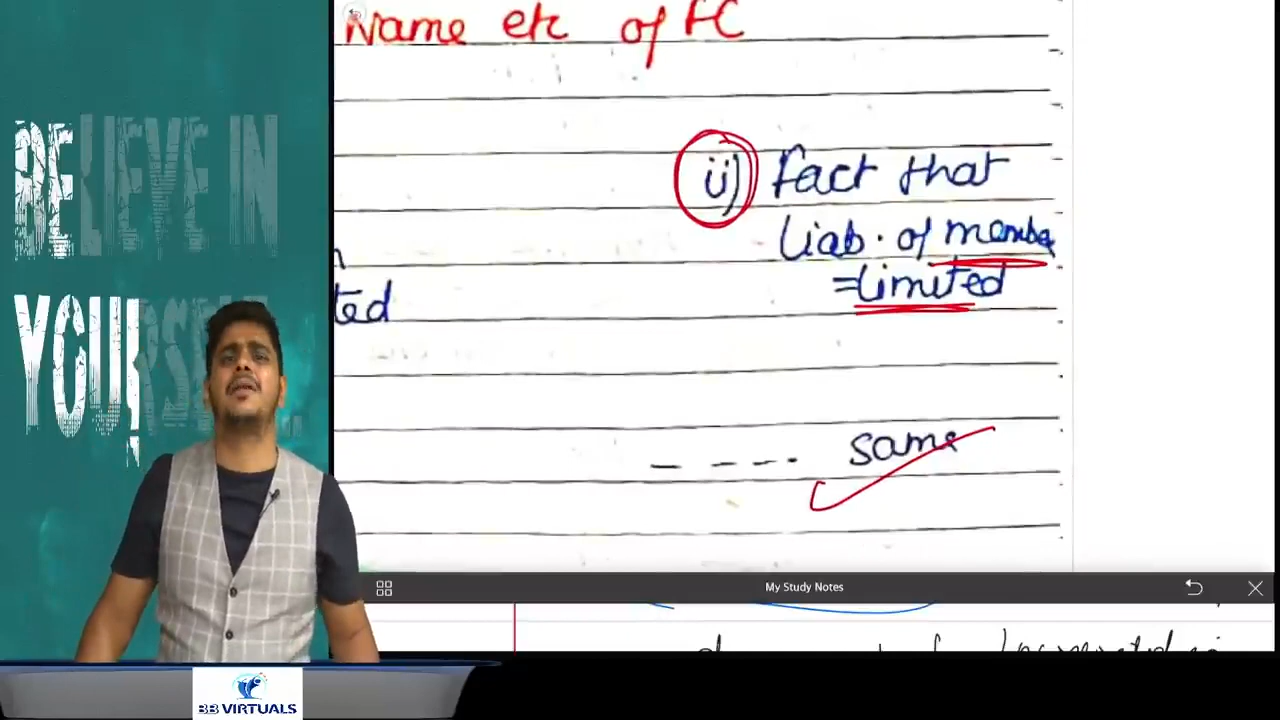 BELIEVE IN
YOURS
Name etc of FC
ii) Fact that
Liab. of member
=Limited
ted
- --- same
My Study Notes
BB VIRTUALS